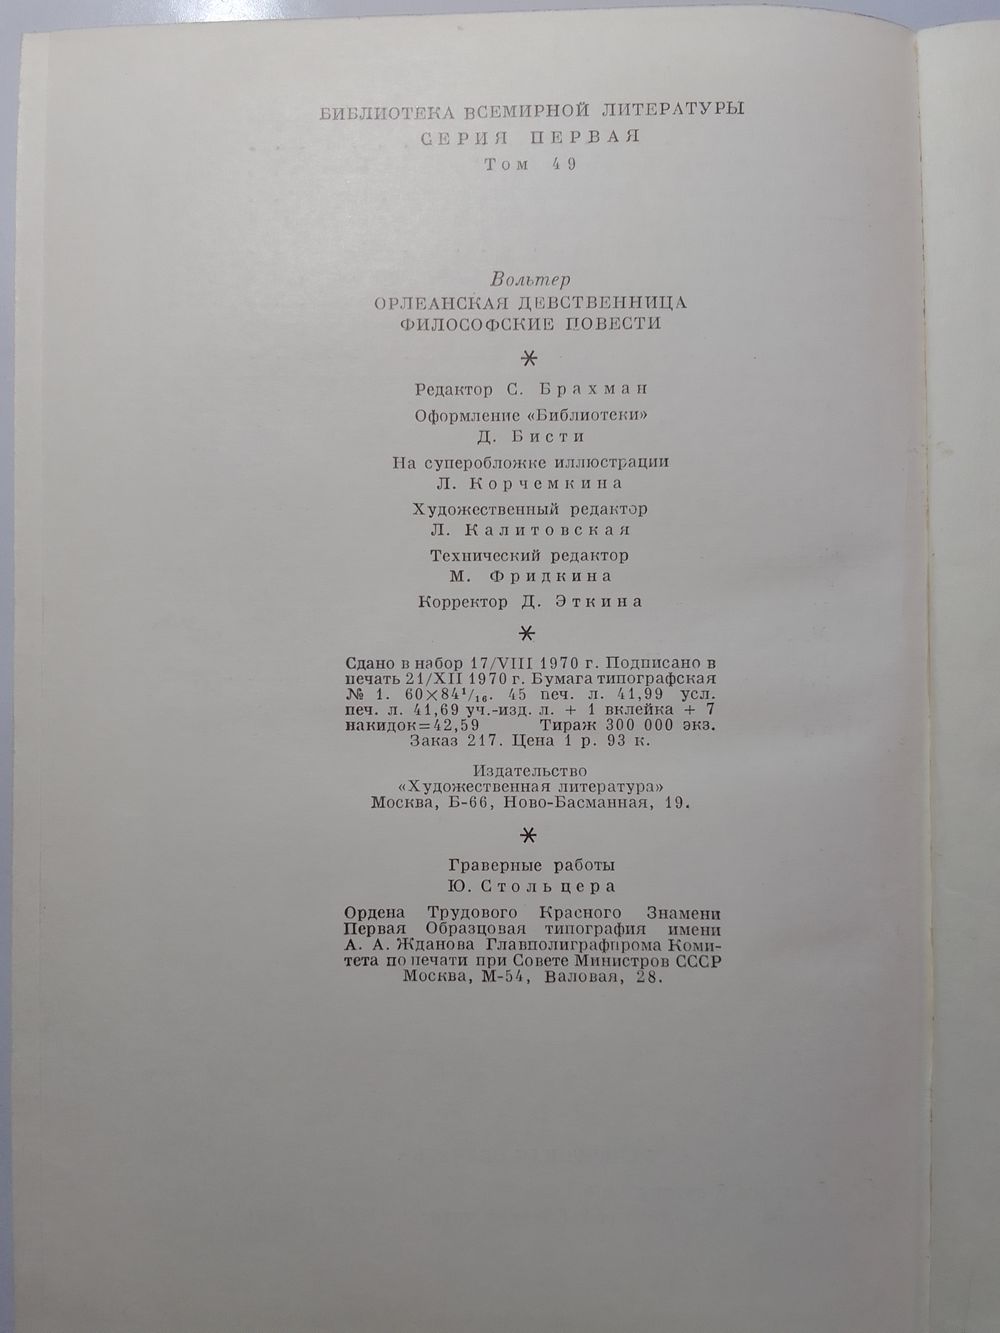 БИБЛИОТЕКА ВСЕМИРНОЙ ЛИТЕРАТУРЫ
СЕРИЯ ПЕРВАЯ
Том 49
Вольтер
ОРЛЕАНСКАЯ ДЕВСТВЕННИЦА
ФИЛОСОФСКИЕ ПОВЕСТИ
*
Редактор С. Брахман
Оформление «Библиотеки»
Д. Бисти
На суперобложке иллюстрации
Л. Корчемкина
Художественный редактор
Л. Калитовская
Технический редактор
М. Фридкина
Корректор Д. Эткина
*
Сдано в набор 17/VIII 1970 г. Подписано в
печать 21/XII 1970 г. Бумага типографская
№ 1. 60×84¹/₁₆. 45 печ. л. 41,99 усл.
печ. л. 41,69 уч.-изд. л. + 1 вклейка + 7
накидок=42,59 Тираж 300 000 экз.
Заказ 217. Цена 1 р. 93 к.
Издательство
«Художественная литература»
Москва, Б-66, Ново-Басманная, 19.
*
Граверные работы
Ю. Стольцера
Ордена Трудового Красного Знамени
Первая Образцовая типография имени
А. А. Жданова Главполиграфпрома Коми-
тета по печати при Совете Министров СССР
Москва, М-54, Валовая, 28.